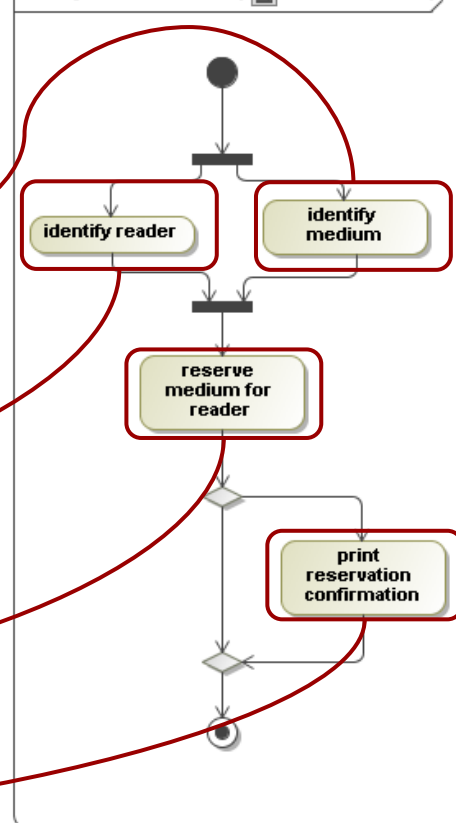 identify reader
identify
medium
reserve
medium for
reader
print
reservation
confirmation